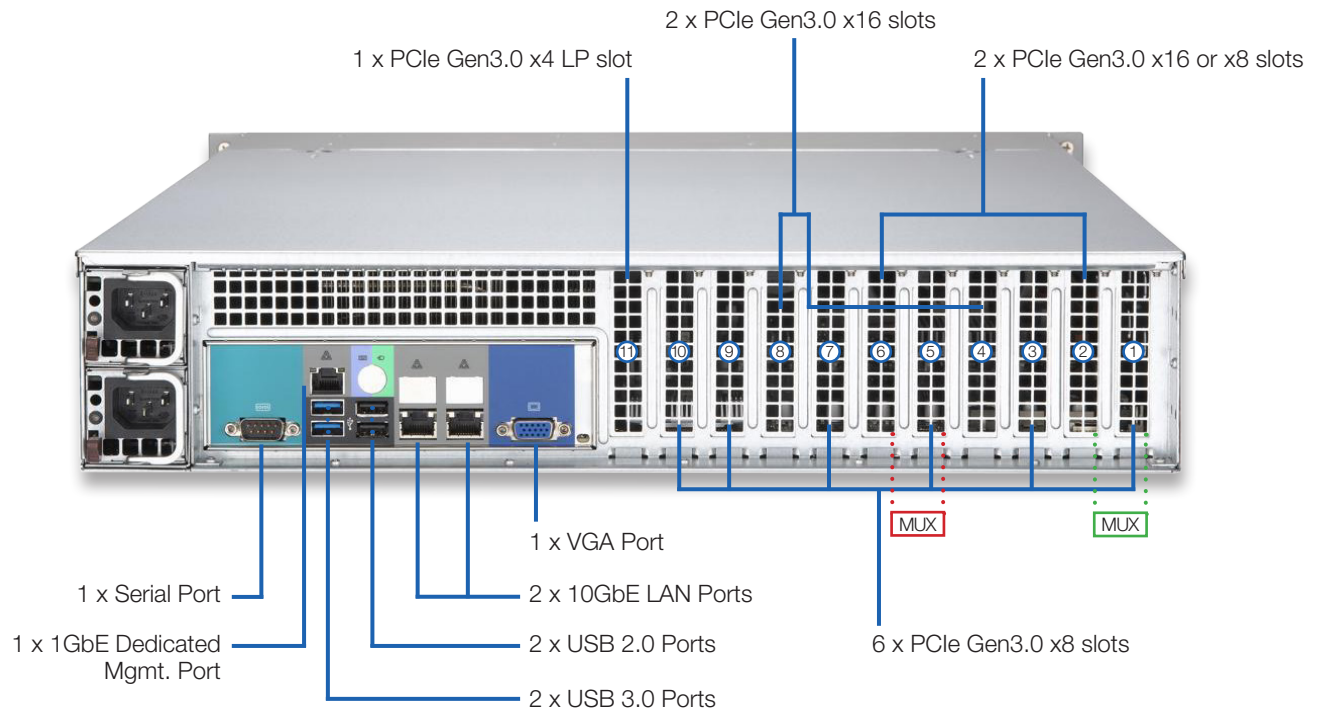 2 x PCIe Gen3.0 x16 slots
1 x PCIe Gen3.0 x4 LP slot
2 x PCIe Gen3.0 x16 or x8 slots
11 10 9 8 7 6 5 4 3 2 1
MUX
MUX
1 x VGA Port
1 x Serial Port
2 x 10GbE LAN Ports
1 x 1GbE Dedicated
Mgmt. Port
2 x USB 2.0 Ports
6 x PCIe Gen3.0 x8 slots
2 x USB 3.0 Ports